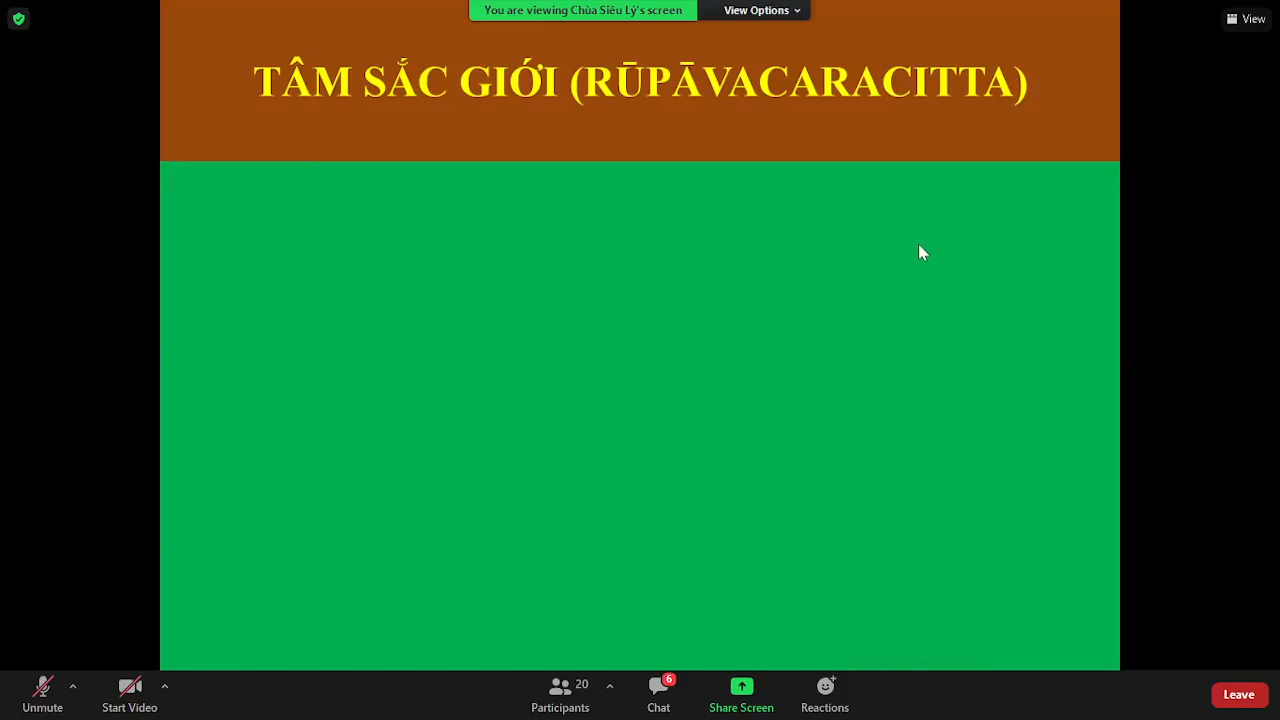 You are viewing Chùa Siêu Lý's screen
View Options
View
TÂM SẮC GIỚI (RŪPĀVACARACITTA)
Unmute
Start Video
20
Participants
6
Chat
Share Screen
Reactions
Leave